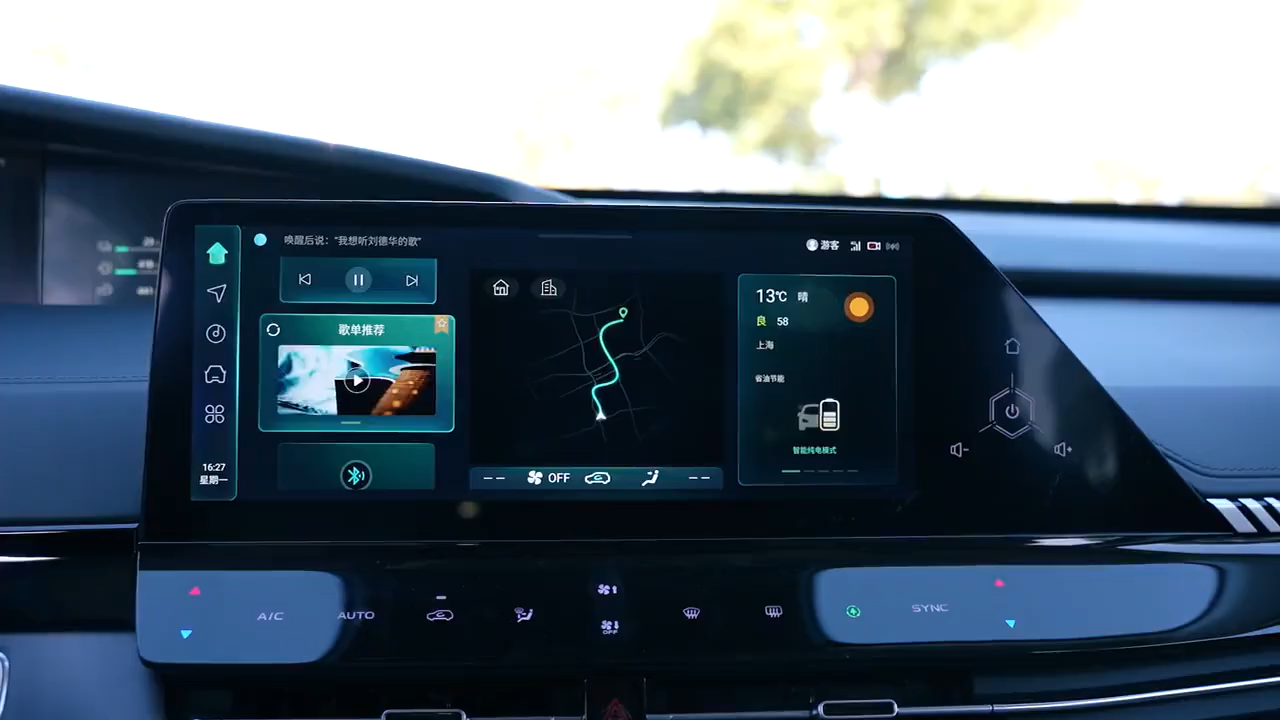 唤醒后说：“我想听刘德华的歌”
游客
歌单推荐
13℃ 晴
良 58
上海
省油节能
智能纯电模式
16:27
星期一
-- OFF --
A/C
AUTO
OFF
SYNC